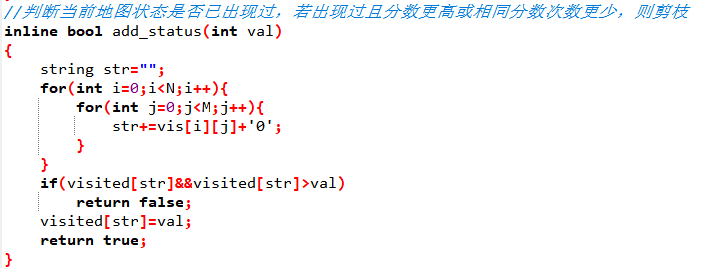 //判断当前地图状态是否已出现过，若出现过且分数更高或相同分数次数更少，则剪枝
inline bool add_status(int val)
{
    string str="";
    for(int i=0;i<N;i++){
        for(int j=0;j<M;j++){
            str+=vis[i][j]+'0';
        }
    }
    if(visited[str]&&visited[str]>val)
        return false;
    visited[str]=val;
    return true;
}